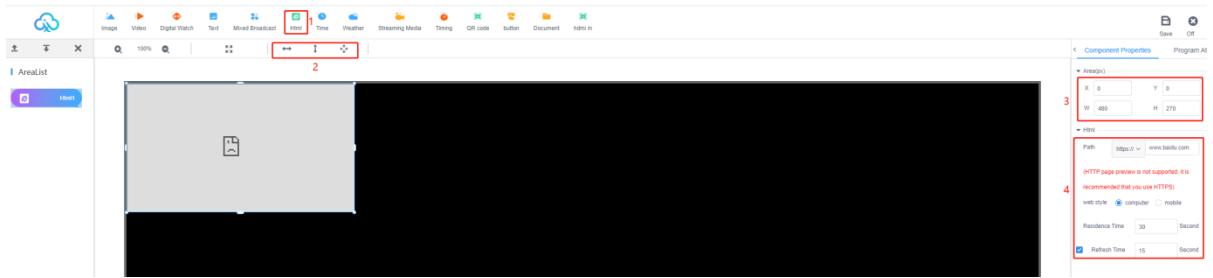 Image Video Digital Watch Text Mixed Broadcast Html 1 Time Weather Streaming Media Timing QR code button Document hdmi in
Save Off
100%
2
AreaList
Html1
Component Properties Program At
Area(px)
3
X 0 Y 0
W 480 H 270
Html
Path https:// www.baidu.com
4
(HTTP page preview is not supported, it is
recommended that you use HTTPS)
web style computer mobile
Residence Time 30 Second
Refresh Time 15 Second